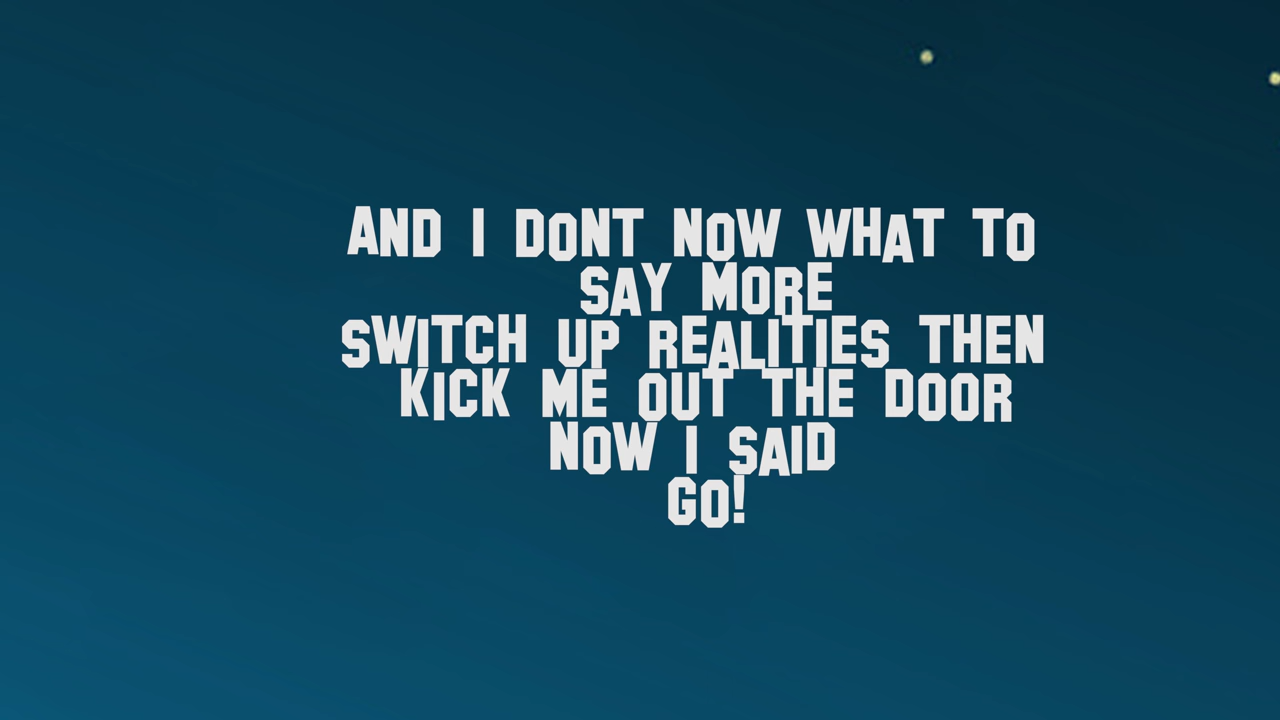 AND I DONT NOW WHAT TO
SAY MORE
SWITCH UP REALITIES THEN
KICK ME OUT THE DOOR
NOW I SAID
GO!